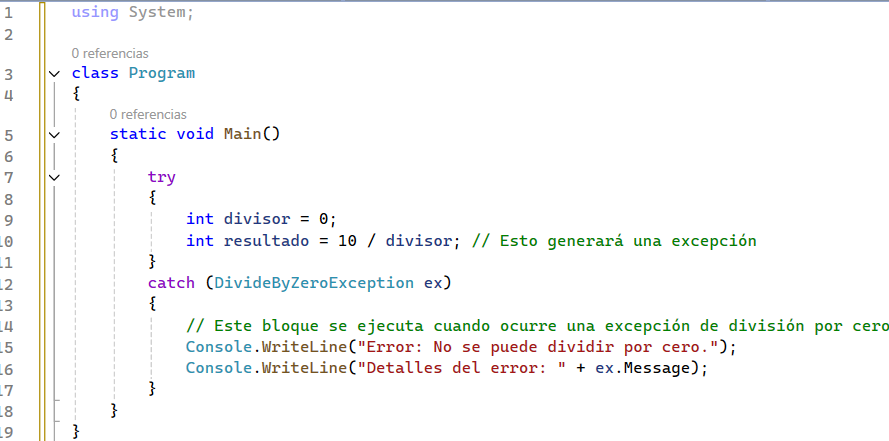 1 using System;
2
0 referencias
3 class Program
4 {
0 referencias
5 static void Main()
6 {
7 try
8 {
9 int divisor = 0;
10 int resultado = 10 / divisor; // Esto generará una excepción
11 }
12 catch (DivideByZeroException ex)
13 {
14 // Este bloque se ejecuta cuando ocurre una excepción de división por cero
15 Console.WriteLine("Error: No se puede dividir por cero.");
16 Console.WriteLine("Detalles del error: " + ex.Message);
17 }
18 }
19 }